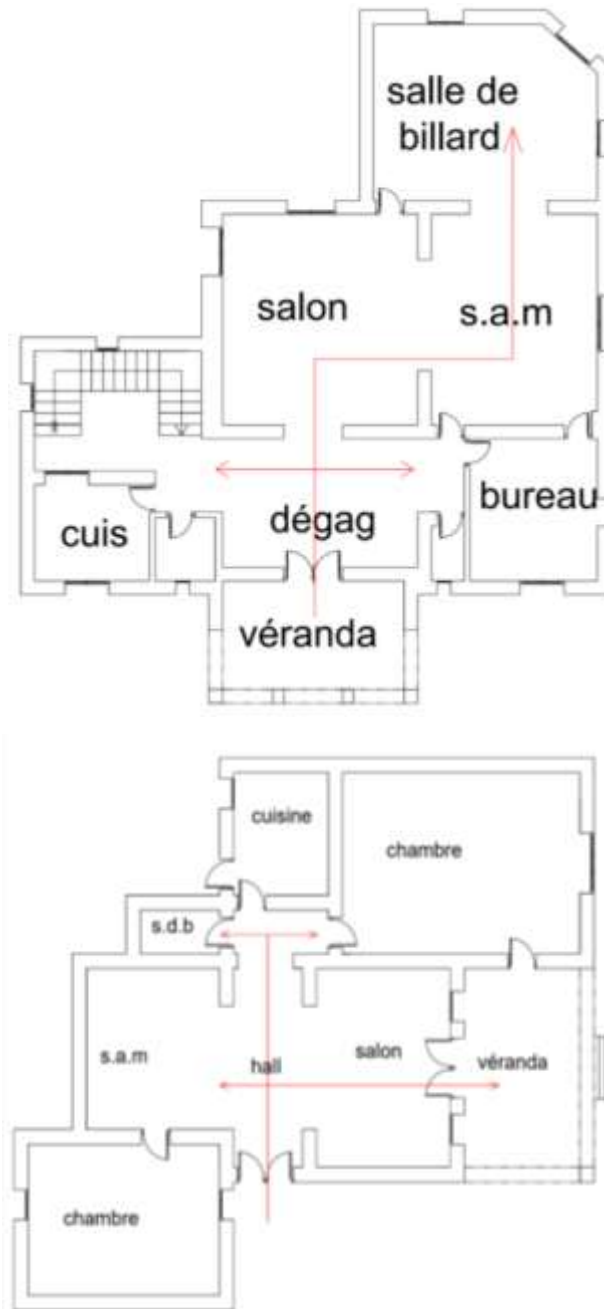 salle de
billard
salon
s.a.m
bureau
cuis
dégag
véranda
cuisine
chambre
s.d.b
s.a.m
hall
salon
véranda
chambre